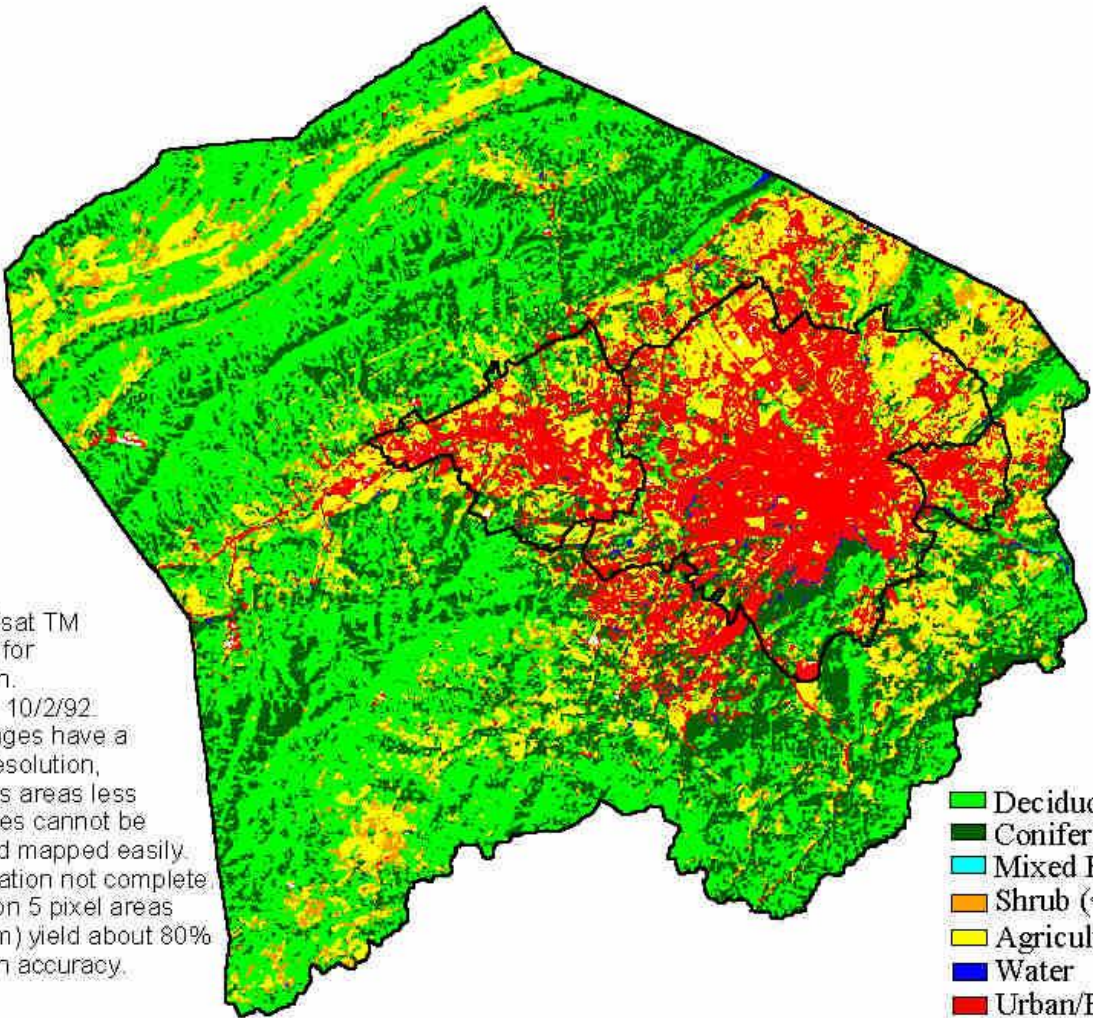 sat TM
for
n.
10/2/92.
ges have a
esolution,
s areas less
es cannot be
d mapped easily.
ation not complete
on 5 pixel areas
m) yield about 80%
n accuracy.
Deciduo
Conifer
Mixed F
Shrub (<
Agricul
Water
Urban/B